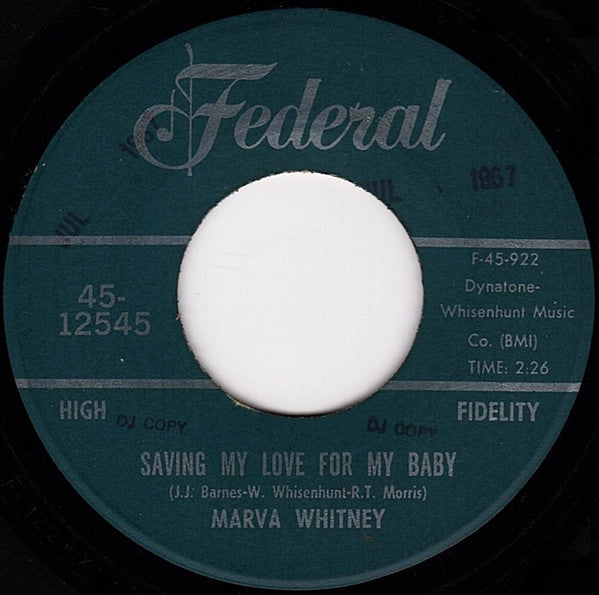 Federal
JUL
1967
JUL
45-
12545
F-45-922
Dynatone-
Whisenhunt Music
Co. (BMI)
TIME: 2:26
HIGH
FIDELITY
DJ COPY
DJ COPY
SAVING MY LOVE FOR MY BABY
(J.J. Barnes-W. Whisenhunt-R.T. Morris)
MARVA WHITNEY